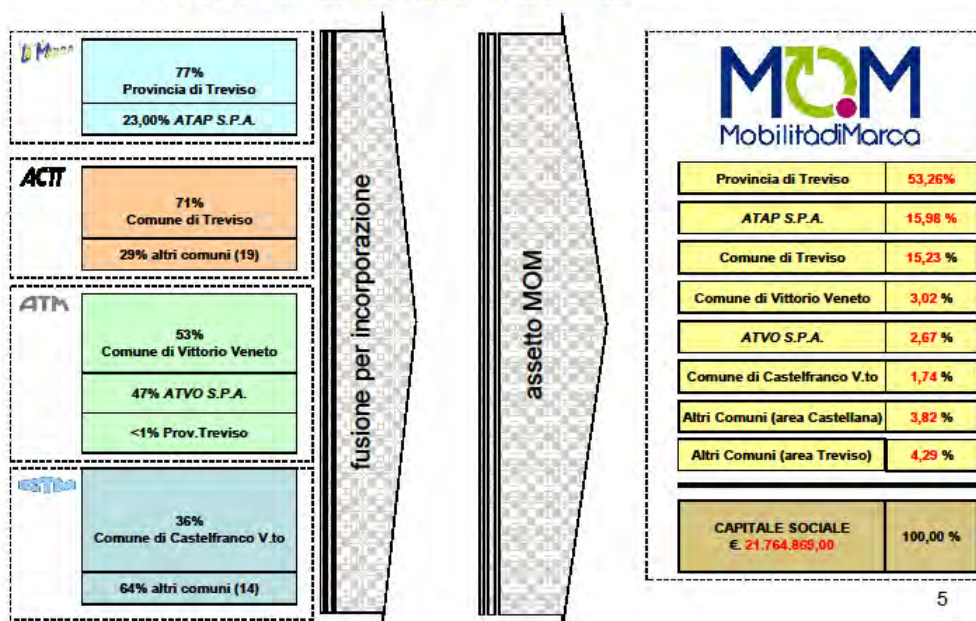 La Marca
77%
Provincia di Treviso
23,00% ATAP S.P.A.
ACTT
71%
Comune di Treviso
29% altri comuni (19)
ATM
53%
Comune di Vittorio Veneto
47% ATVO S.P.A.
<1% Prov.Treviso
CTM
36%
Comune di Castelfranco V.to
64% altri comuni (14)
fusione per incorporazione
assetto MOM
MOM
MobilitàdiMarca
Provincia di Treviso 53,26%
ATAP S.P.A. 15,98 %
Comune di Treviso 15,23 %
Comune di Vittorio Veneto 3,02 %
ATVO S.P.A. 2,67 %
Comune di Castelfranco V.to 1,74 %
Altri Comuni (area Castellana) 3,82 %
Altri Comuni (area Treviso) 4,29 %
CAPITALE SOCIALE 100,00 %
€. 21.764.869,00
5